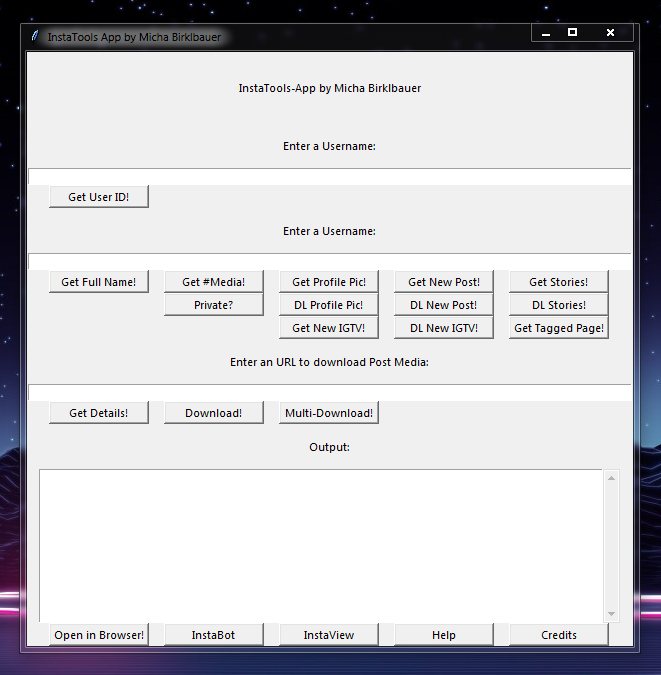 InstaTools App by Micha Birklbauer
InstaTools-App by Micha Birklbauer
Enter a Username:
Get User ID!
Enter a Username:
Get Full Name! Get #Media! Get Profile Pic! Get New Post! Get Stories!
Private? DL Profile Pic! DL New Post! DL Stories!
Get New IGTV! DL New IGTV! Get Tagged Page!
Enter an URL to download Post Media:
Get Details! Download! Multi-Download!
Output:
Open in Browser! InstaBot InstaView Help Credits